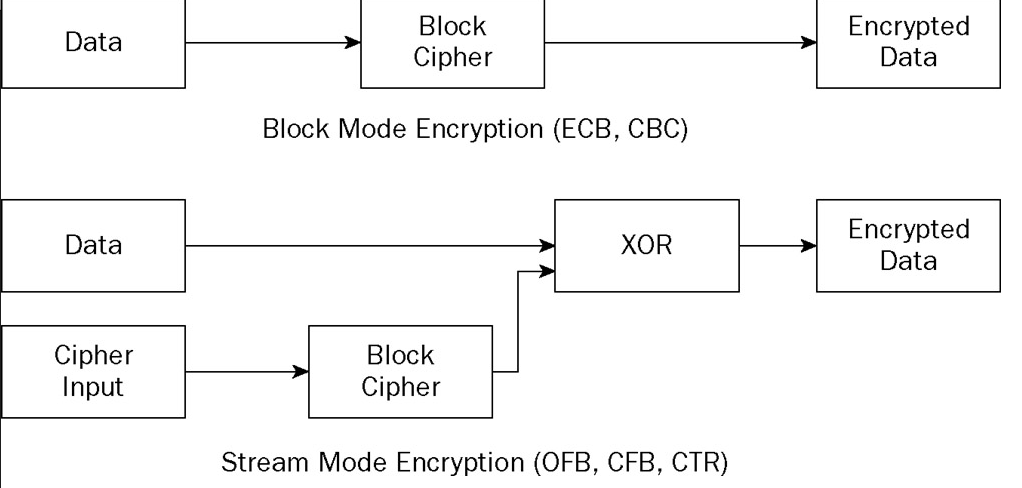 Data
Block
Cipher
Encrypted
Data
Block Mode Encryption (ECB, CBC)
Data
XOR
Encrypted
Data
Cipher
Input
Block
Cipher
Stream Mode Encryption (OFB, CFB, CTR)